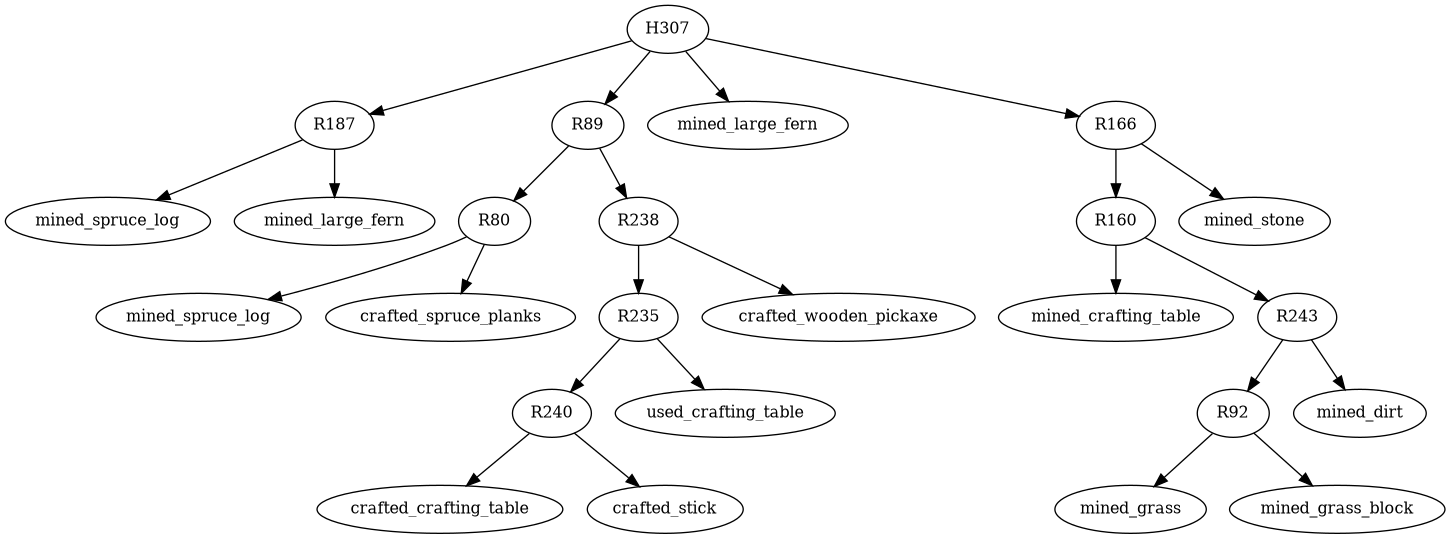 H307
R187
R89
mined_large_fern
R166
mined_spruce_log
mined_large_fern
R80
R238
R160
mined_stone
mined_spruce_log
crafted_spruce_planks
R235
crafted_wooden_pickaxe
mined_crafting_table
R243
R240
used_crafting_table
R92
mined_dirt
crafted_crafting_table
crafted_stick
mined_grass
mined_grass_block